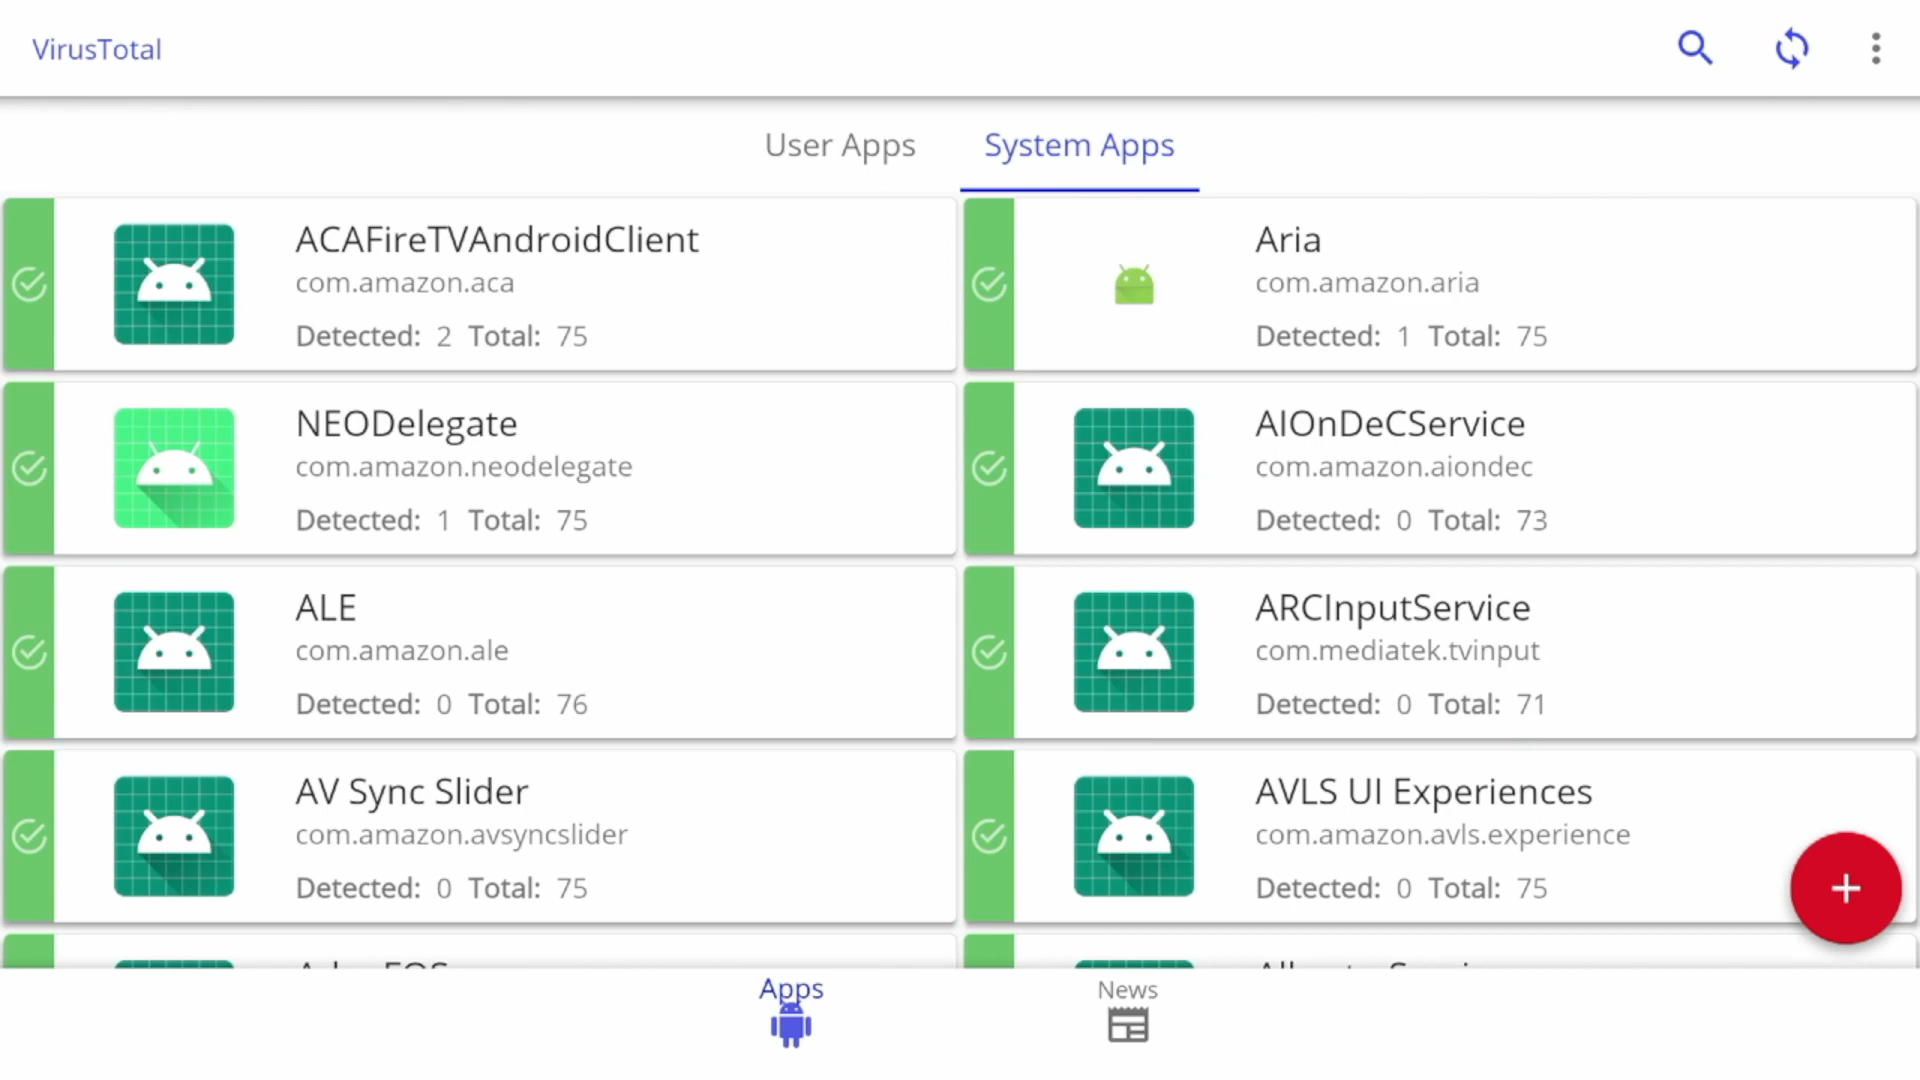 VirusTotal
User Apps
System Apps
ACAFireTVAndroidClient
com.amazon.aca
Detected: 2 Total: 75
Aria
com.amazon.aria
Detected: 1 Total: 75
NEODelegate
com.amazon.neodelegate
Detected: 1 Total: 75
AIOnDeCService
com.amazon.aiondec
Detected: 0 Total: 73
ALE
com.amazon.ale
Detected: 0 Total: 76
ARCInputService
com.mediatek.tvinput
Detected: 0 Total: 71
AV Sync Slider
com.amazon.avsyncslider
Detected: 0 Total: 75
AVLS UI Experiences
com.amazon.avls.experience
Detected: 0 Total: 75
Apps
News